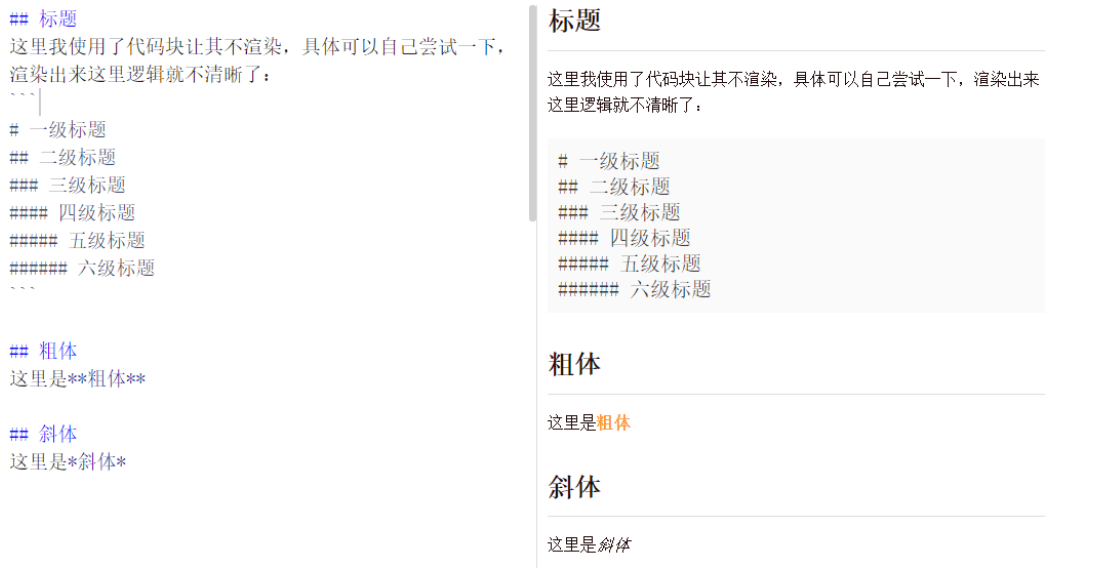 ## 标题
这里我使用了代码块让其不渲染，具体可以自己尝试一下，
渲染出来这里逻辑就不清晰了：
```
# 一级标题
## 二级标题
### 三级标题
#### 四级标题
##### 五级标题
###### 六级标题
```
## 粗体
这里是**粗体**
## 斜体
这里是*斜体*
标题
这里我使用了代码块让其不渲染，具体可以自己尝试一下，渲染出来
这里逻辑就不清晰了：
# 一级标题
## 二级标题
### 三级标题
#### 四级标题
##### 五级标题
###### 六级标题
粗体
这里是粗体
斜体
这里是斜体